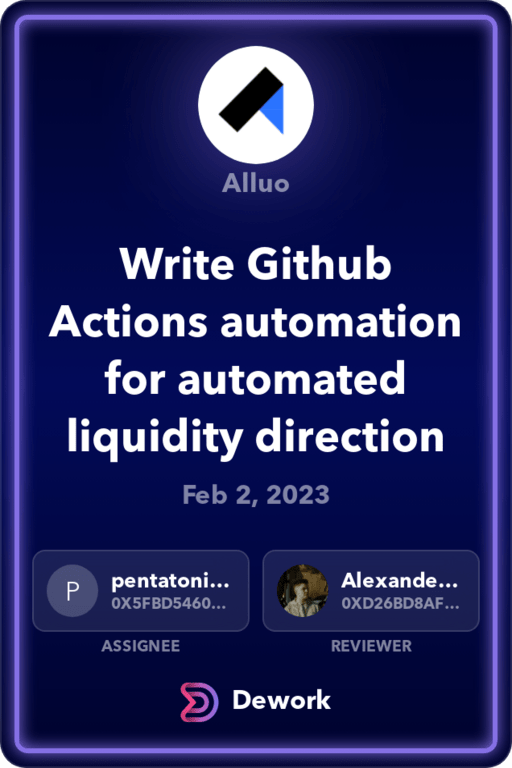 Alluo
Write Github
Actions automation
for automated
liquidity direction
Feb 2, 2023
P
pentatoni...
0X5FBD5460...
ASSIGNEE
Alexande...
0XD26BD8AF...
REVIEWER
Dework